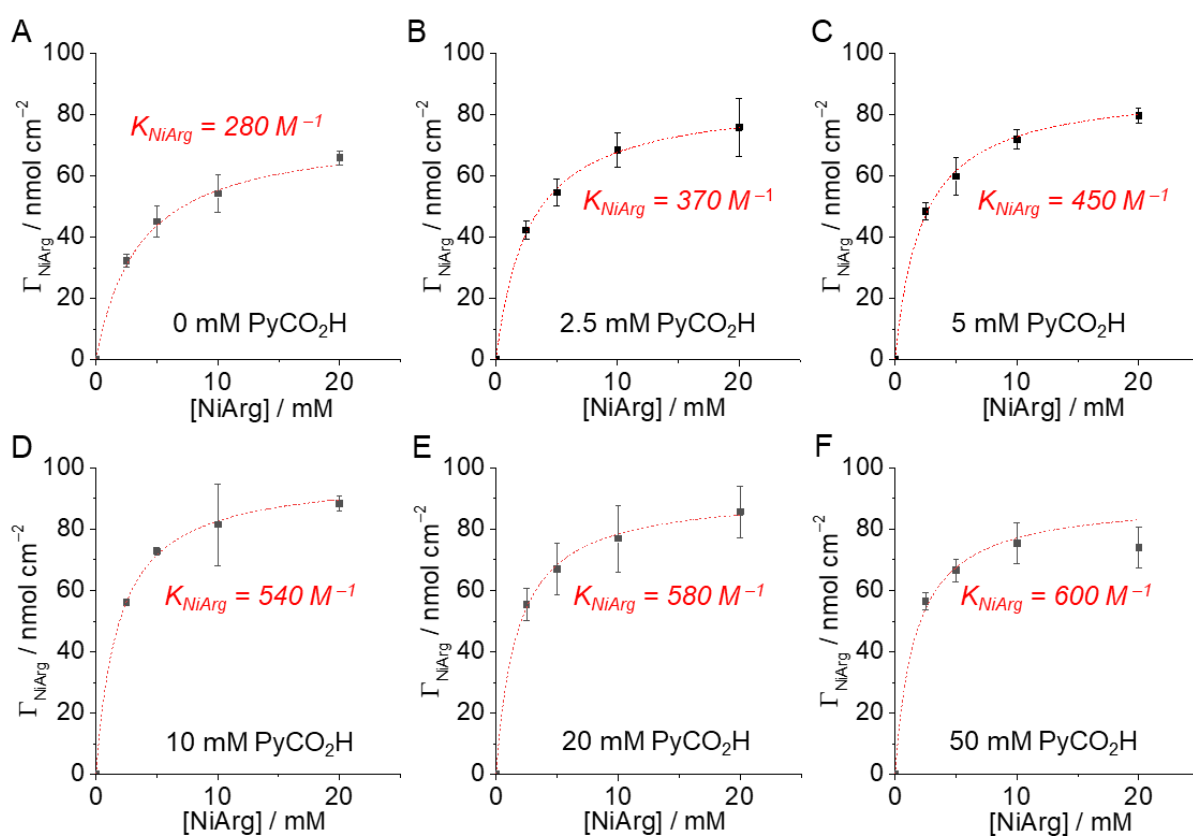 A
Γ_NiArg / nmol cm⁻²
100
80
60
40
20
0
K_NiArg = 280 M⁻¹
0 mM PyCO₂H
0
10
20
[NiArg] / mM
B
Γ_NiArg / nmol cm⁻²
100
80
60
40
20
0
K_NiArg = 370 M⁻¹
2.5 mM PyCO₂H
0
10
20
[NiArg] / mM
C
Γ_NiArg / nmol cm⁻²
100
80
60
40
20
0
K_NiArg = 450 M⁻¹
5 mM PyCO₂H
0
10
20
[NiArg] / mM
D
Γ_NiArg / nmol cm⁻²
100
80
60
40
20
0
K_NiArg = 540 M⁻¹
10 mM PyCO₂H
0
10
20
[NiArg] / mM
E
Γ_NiArg / nmol cm⁻²
100
80
60
40
20
0
K_NiArg = 580 M⁻¹
20 mM PyCO₂H
0
10
20
[NiArg] / mM
F
Γ_NiArg / nmol cm⁻²
100
80
60
40
20
0
K_NiArg = 600 M⁻¹
50 mM PyCO₂H
0
10
20
[NiArg] / mM